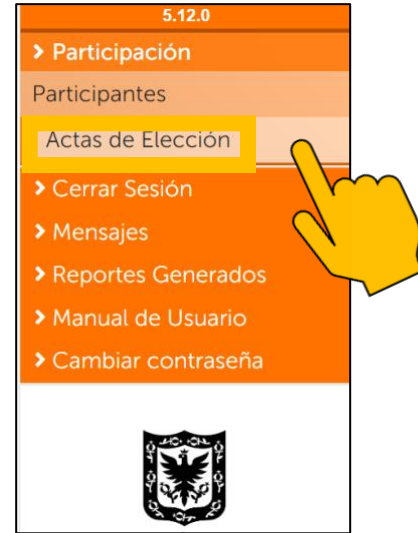 5.12.0
> Participación
Participantes
Actas de Elección
> Cerrar Sesión
> Mensajes
> Reportes Generados
> Manual de Usuario
> Cambiar contraseña